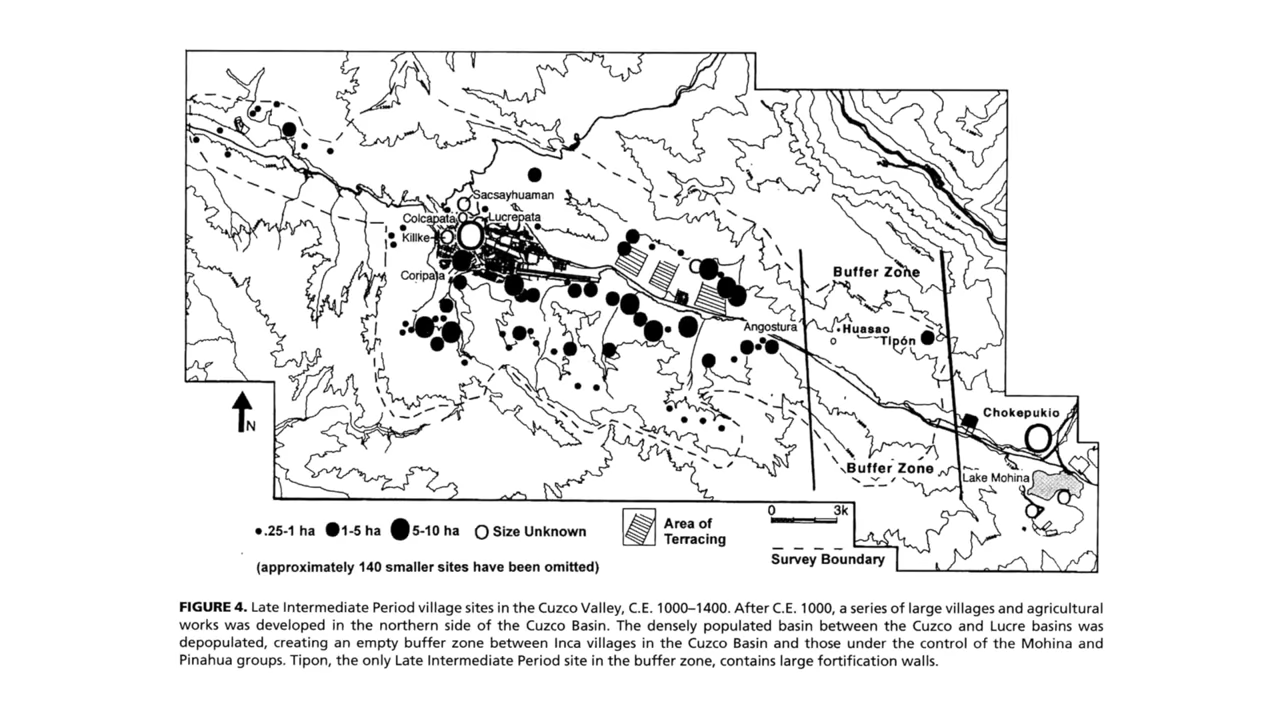 Sacsayhuaman
Colcapata
Lucrepata
Killke
Coripata
Buffer Zone
Angostura
Huasao
Tipón
Chokepukio
Buffer Zone
Lake Mohina
N
0 3k
.25-1 ha 1-5 ha 5-10 ha Size Unknown
Area of
Terracing
Survey Boundary
(approximately 140 smaller sites have been omitted)
FIGURE 4. Late Intermediate Period village sites in the Cuzco Valley, C.E. 1000–1400. After C.E. 1000, a series of large villages and agricultural
works was developed in the northern side of the Cuzco Basin. The densely populated basin between the Cuzco and Lucre basins was
depopulated, creating an empty buffer zone between Inca villages in the Cuzco Basin and those under the control of the Mohina and
Pinahua groups. Tipon, the only Late Intermediate Period site in the buffer zone, contains large fortification walls.